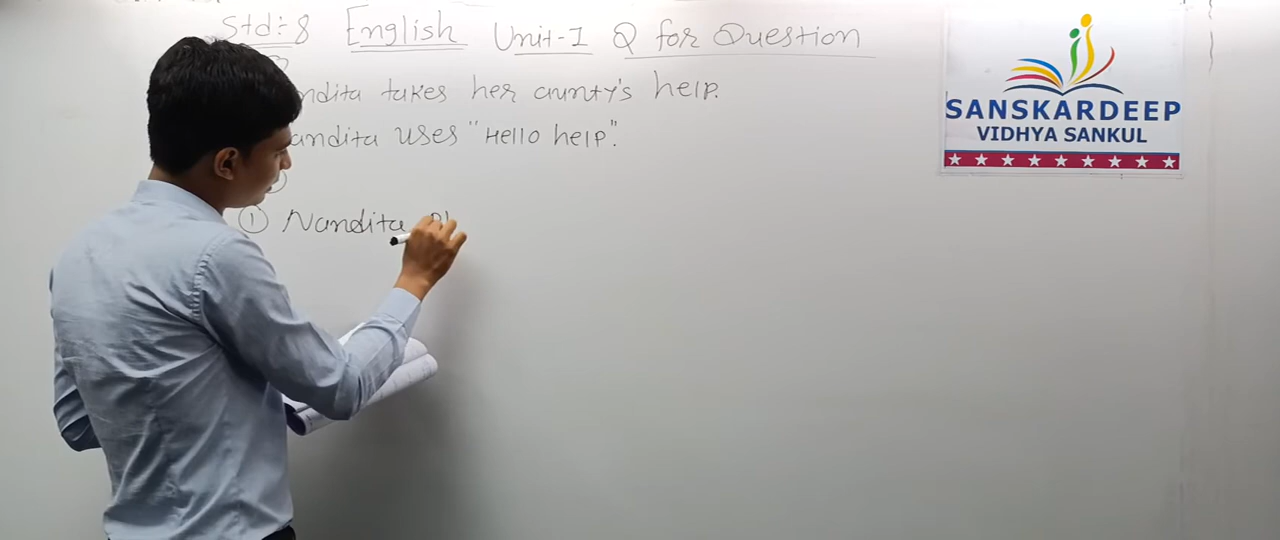 Std:- 8 English Unit-1 Q for Question
ndita takes her aunty's help.
andita uses "Hello help".
① Nandita
SANSKARDEEP
VIDHYA SANKUL